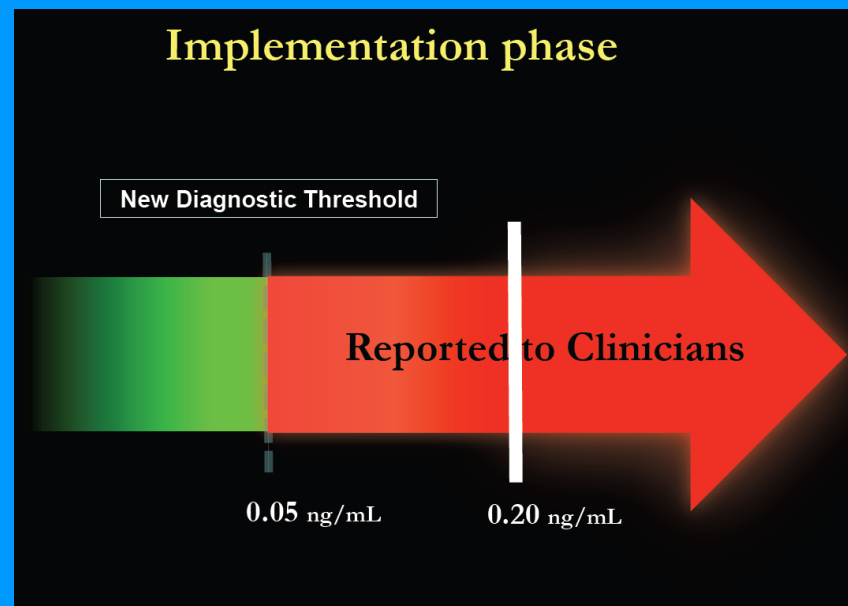 Implementation phase
New Diagnostic Threshold
Reported to Clinicians
0.05 ng/mL
0.20 ng/mL